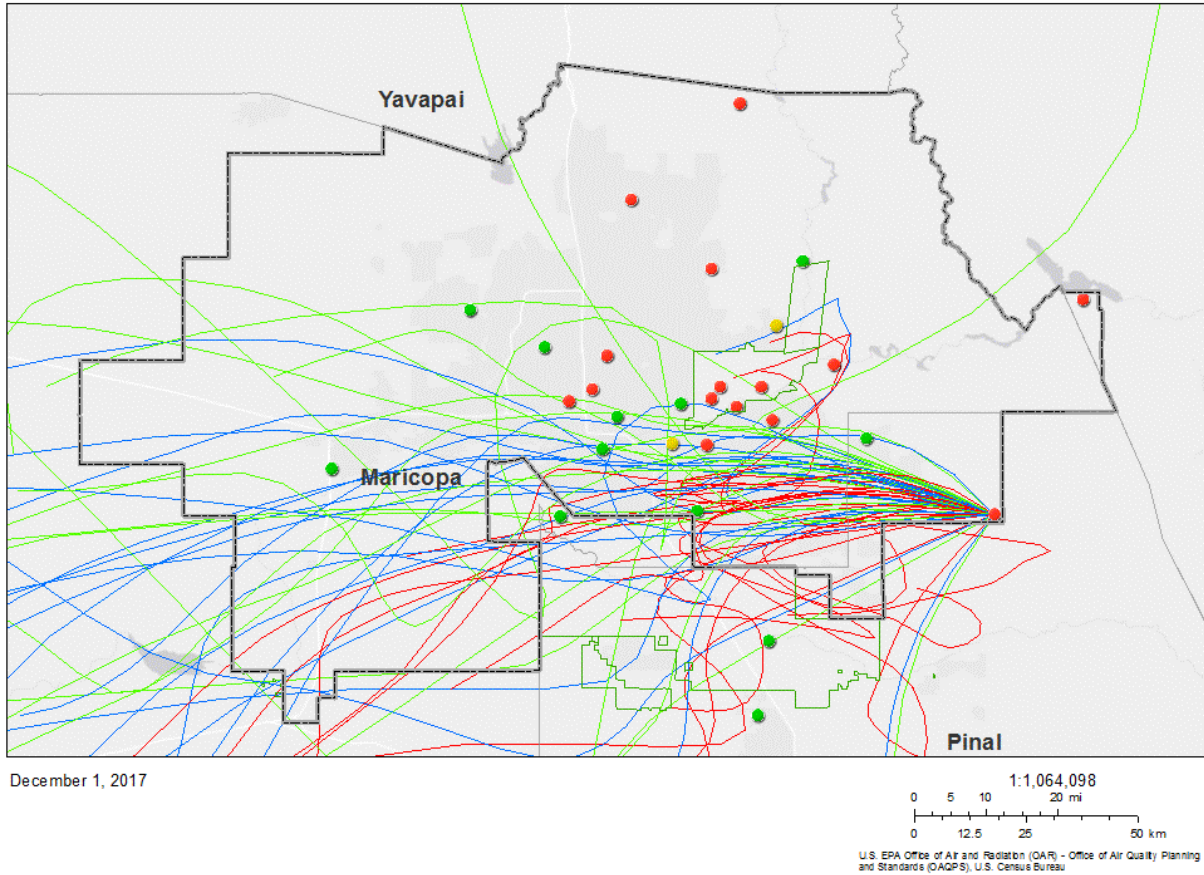 Yavapai
Maricopa
Pinal
December 1, 2017
1:1,064,098
0 5 10 20 mi
0 12.5 25 50 km
U.S. EPA Office of Air and Radiation (OAR) - Office of Air Quality Planning
and Standards (OAQPS), U.S. Census Bureau